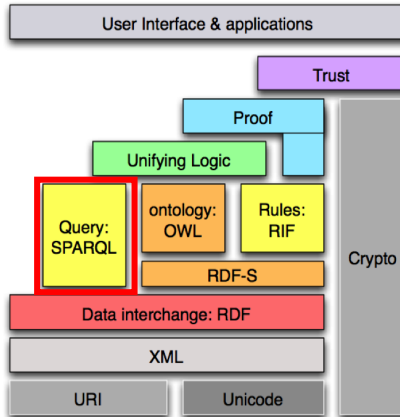 User Interface & applications
Trust
Proof
Unifying Logic
Query:
SPARQL
ontology:
OWL
Rules:
RIF
Crypto
RDF-S
Data interchange: RDF
XML
URI
Unicode